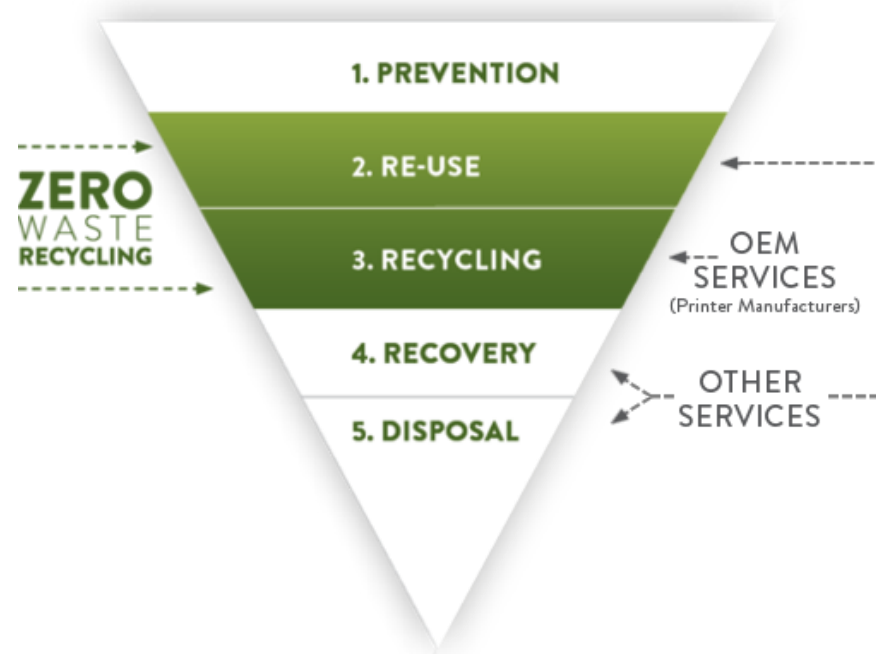 1. PREVENTION
2. RE-USE
3. RECYCLING
4. RECOVERY
5. DISPOSAL
ZERO
WASTE
RECYCLING
OEM
SERVICES
(Printer Manufacturers)
OTHER
SERVICES